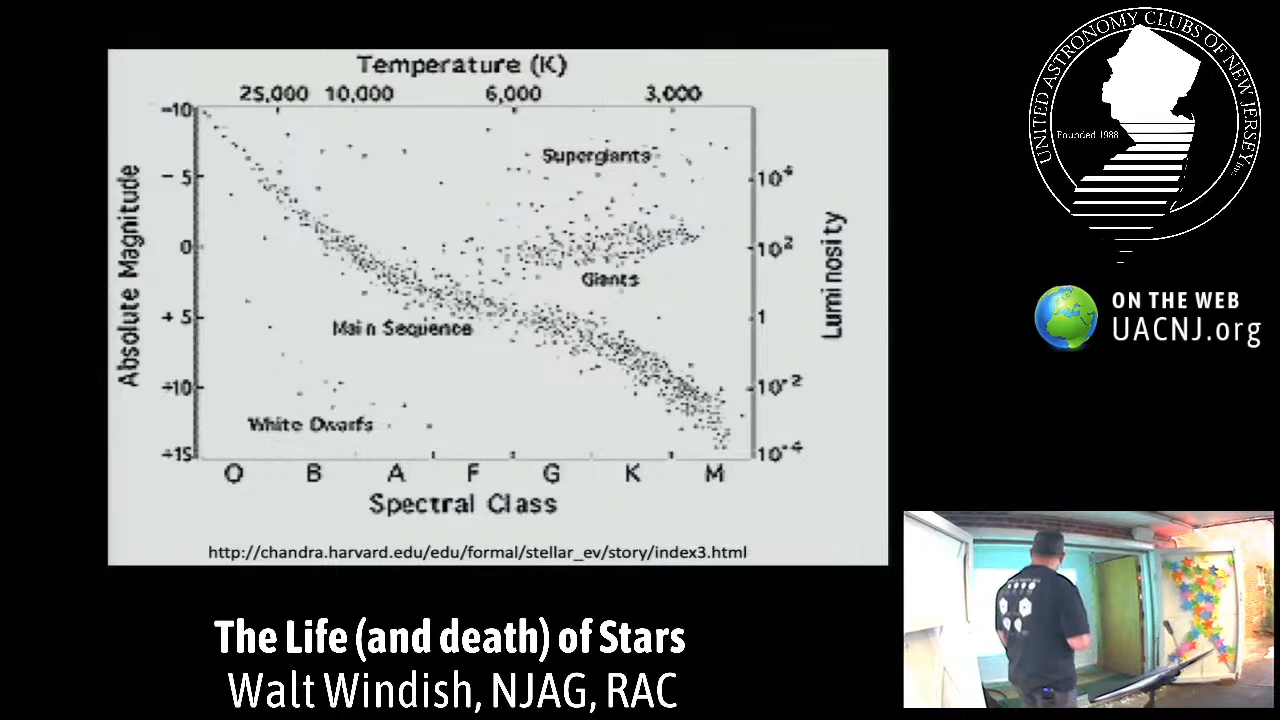 Temperature (K)
25,000 10,000 6,000 3,000
-10
- 5
0
+ 5
+10
+15
Absolute Magnitude
Supergiants
Giants
Main Sequence
White Dwarfs
10⁴
10²
1
10⁻²
10⁻⁴
Luminosity
O B A F G K M
Spectral Class
http://chandra.harvard.edu/edu/formal/stellar_ev/story/index3.html
UNITED ASTRONOMY CLUBS OF NEW JERSEY, Inc.
Founded 1988
ON THE WEB
UACNJ.org
The Life (and death) of Stars
Walt Windish, NJAG, RAC